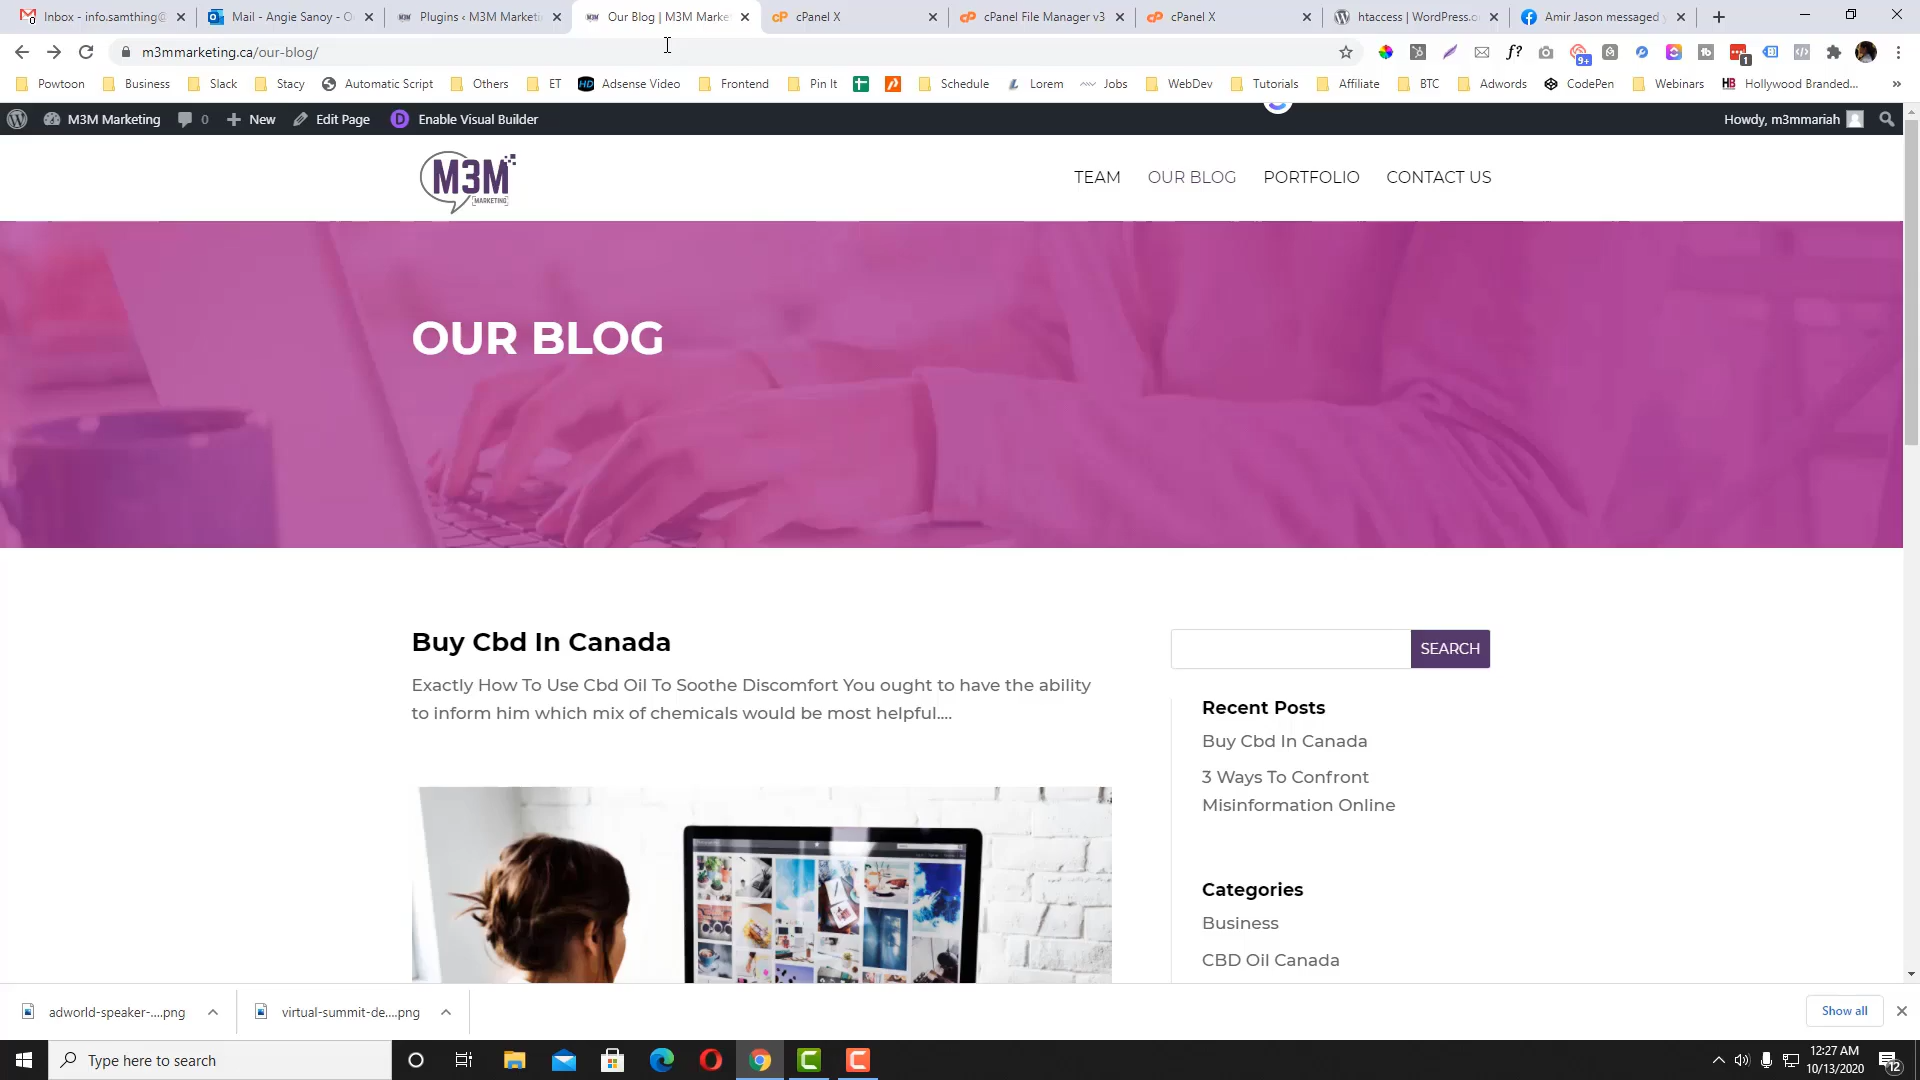 Inbox - info.samthing@
Mail - Angie Sanoy - O
Plugins ‹ M3M Marketi
Our Blog | M3M Marke
cPanel X
cPanel File Manager v3
cPanel X
htaccess | WordPress.o
Amir Jason messaged y
m3mmarketing.ca/our-blog/
f?
9+
1
Powtoon
Business
Slack
Stacy
Automatic Script
Others
ET
HD
Adsense Video
Frontend
Pin It
Schedule
Lorem
Jobs
WebDev
Tutorials
Affiliate
BTC
Adwords
CodePen
Webinars
HB
Hollywood Branded...
»
M3M Marketing
0
New
Edit Page
D
Enable Visual Builder
Howdy, m3mmariah
M3M
[MARKETING]
TEAM
OUR BLOG
PORTFOLIO
CONTACT US
OUR BLOG
Buy Cbd In Canada
Exactly How To Use Cbd Oil To Soothe Discomfort You ought to have the ability
to inform him which mix of chemicals would be most helpful....
SEARCH
Recent Posts
Buy Cbd In Canada
3 Ways To Confront
Misinformation Online
Categories
Business
CBD Oil Canada
adworld-speaker-....png
virtual-summit-de....png
Show all
Type here to search
12:27 AM
10/13/2020
12